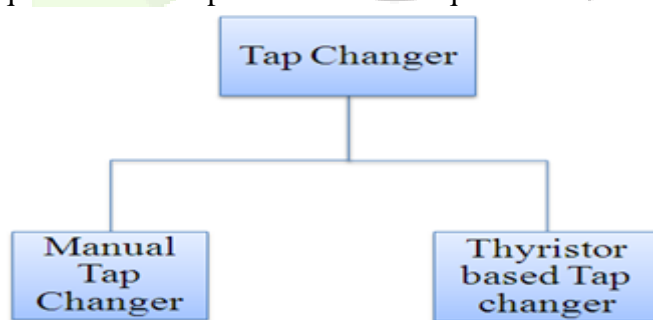 Tap Changer
Manual
Tap
Changer
Thyristor
based Tap
changer